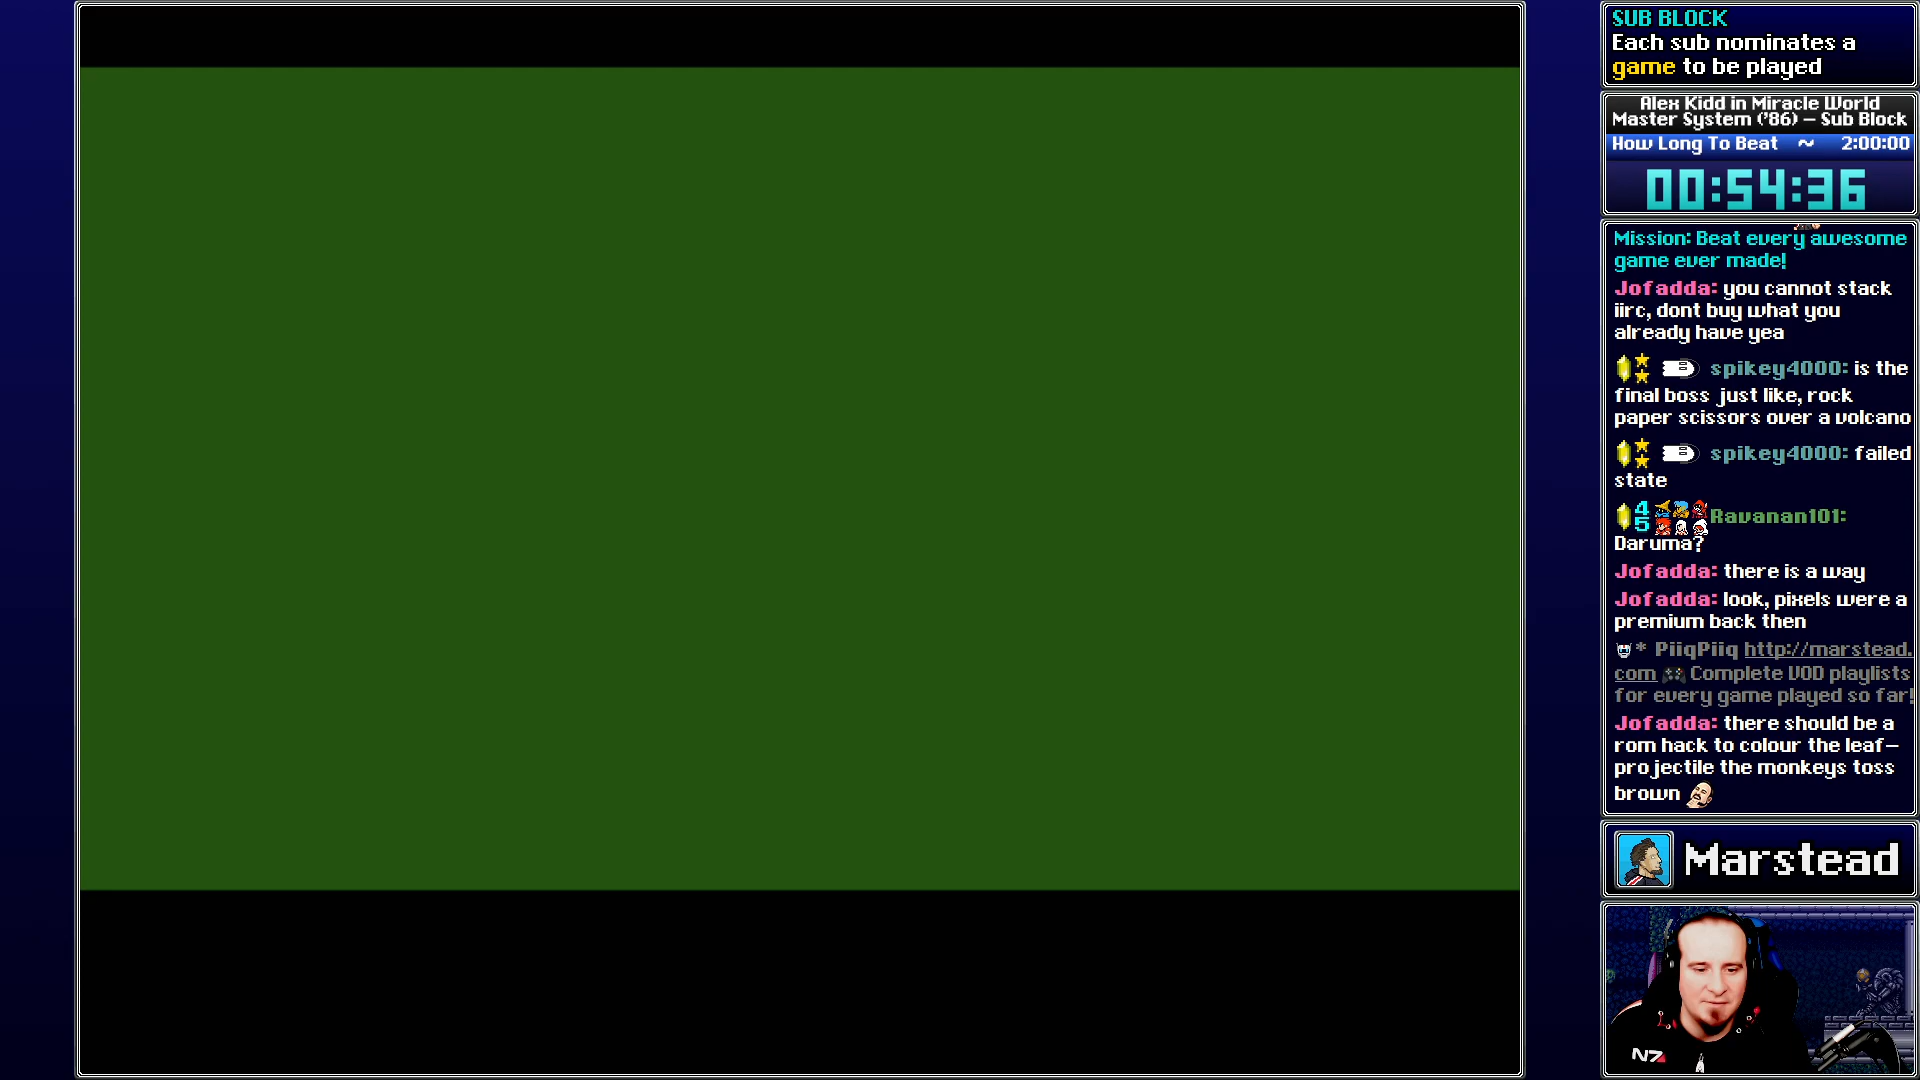 SUB BLOCK
Each sub nominates a
game to be played
Alex Kidd in Miracle World
Master System ('86) – Sub Block
How Long To Beat ~ 2:00:00
00:54:36
Mission: Beat every awesome
game ever made!
Jofadda: you cannot stack
iirc, dont buy what you
already have yea
spikey4000: is the
final boss just like, rock
paper scissors over a volcano
spikey4000: failed
state
45 Ravanan101:
Daruma?
Jofadda: there is a way
Jofadda: look, pixels were a
premium back then
* PiiqPiiq http://marstead.
com Complete VOD playlists
for every game played so far!
Jofadda: there should be a
rom hack to colour the leaf-
projectile the monkeys toss
brown
Marstead
N7